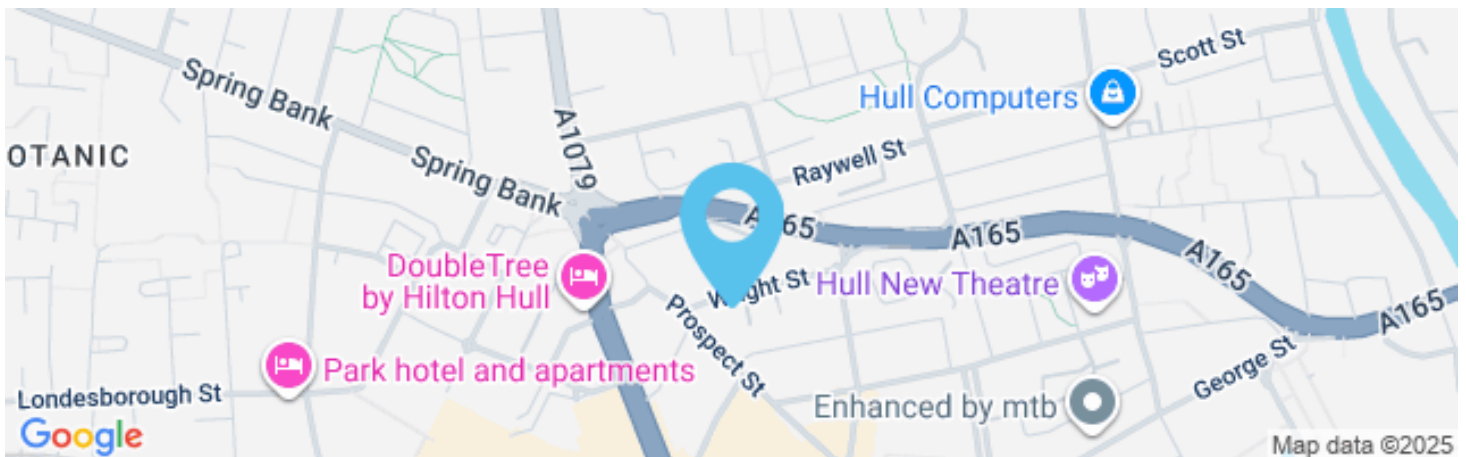 Scott St
Spring Bank
Hull Computers
A1079
OTANIC
Raywell St
Spring Bank
A165
A165
A165
A165
DoubleTree
by Hilton Hull
Wright St
Hull New Theatre
Prospect St
Park hotel and apartments
George St
Londesborough St
Enhanced by mtb
Google
Map data ©2025